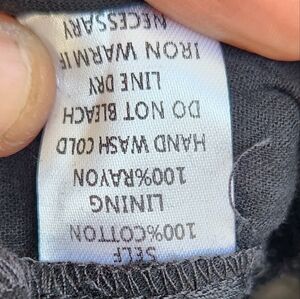 SELF
100%COTTON
LINING
100%RAYON
HAND WASH COLD
DO NOT BLEACH
LINE DRY
IRON WARM IF
NECESSARY